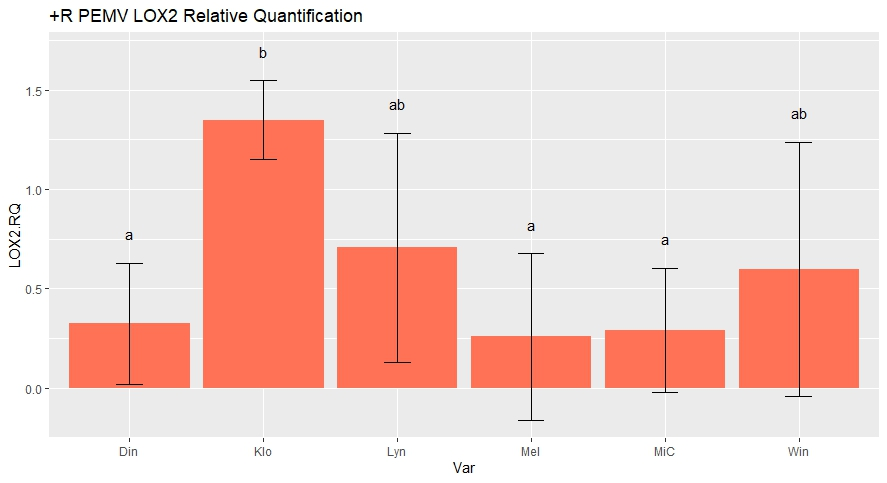 +R PEMV LOX2 Relative Quantification
b
ab
ab
a
a
a
LOX2.RQ
1.5
1.0
0.5
0.0
Din Klo Lyn Mel MiC Win
Var